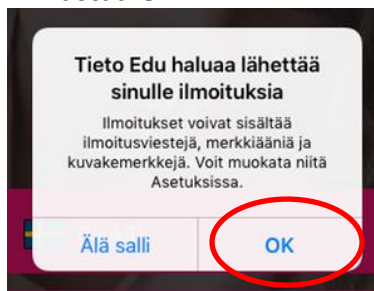 Tieto Edu haluaa lähettää
sinulle ilmoituksia
Ilmoitukset voivat sisältää
ilmoitusviestejä, merkkiääniä ja
kuvakemerkkejä. Voit muokata niitä
Asetuksissa.
Älä salli
OK